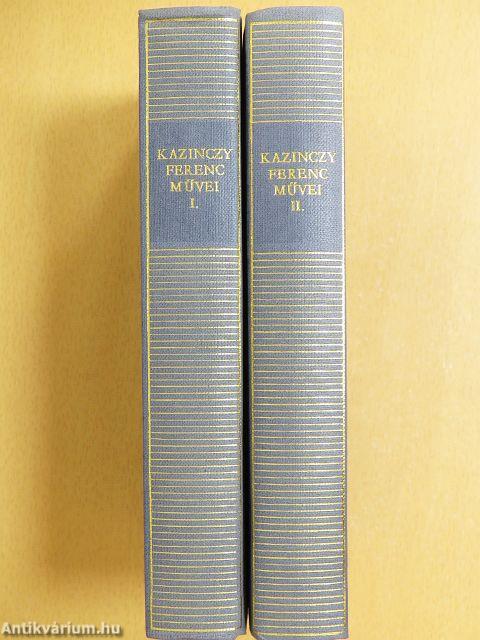 KAZINCZY
FERENC
MŰVEI
I.
KAZINCZY
FERENC
MŰVEI
II.
Antikvárium.hu